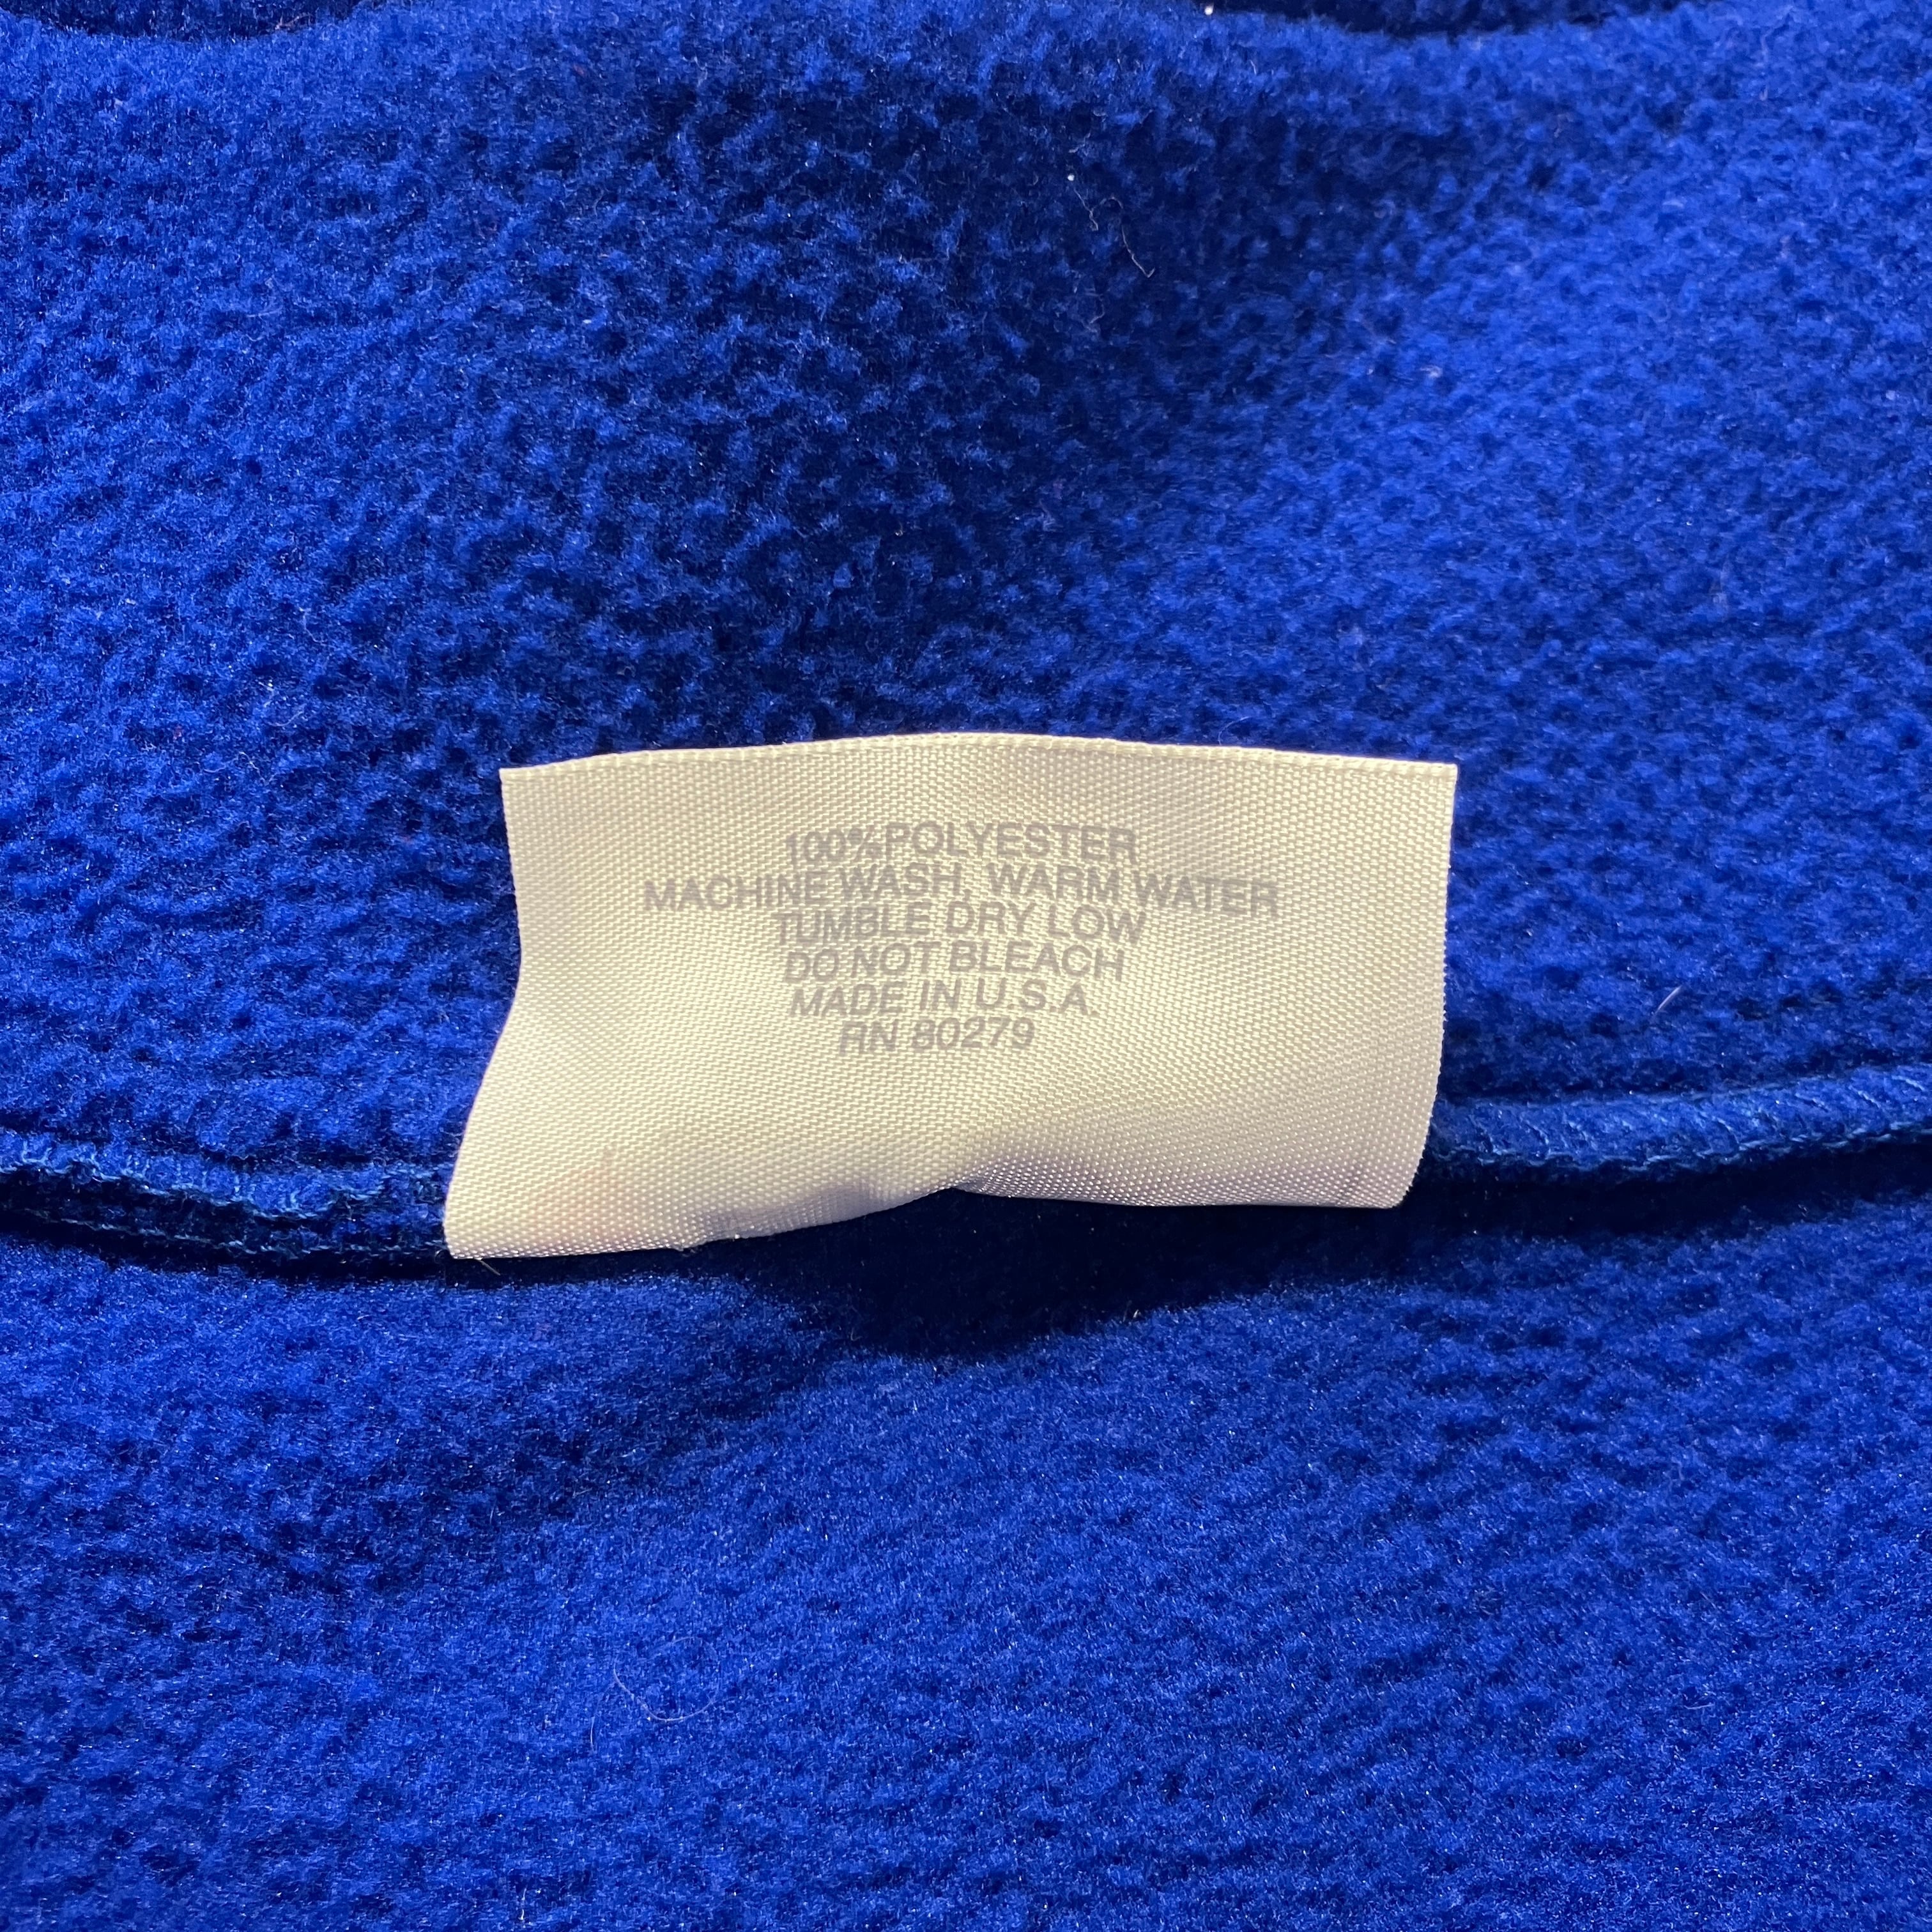 100%POLYESTER
MACHINE WASH, WARM WATER
TUMBLE DRY LOW
DO NOT BLEACH
MADE IN U.S.A.
RN 80279